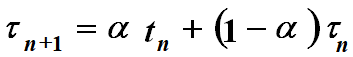 τ_{n+1} = α t_n + (1 − α) τ_n